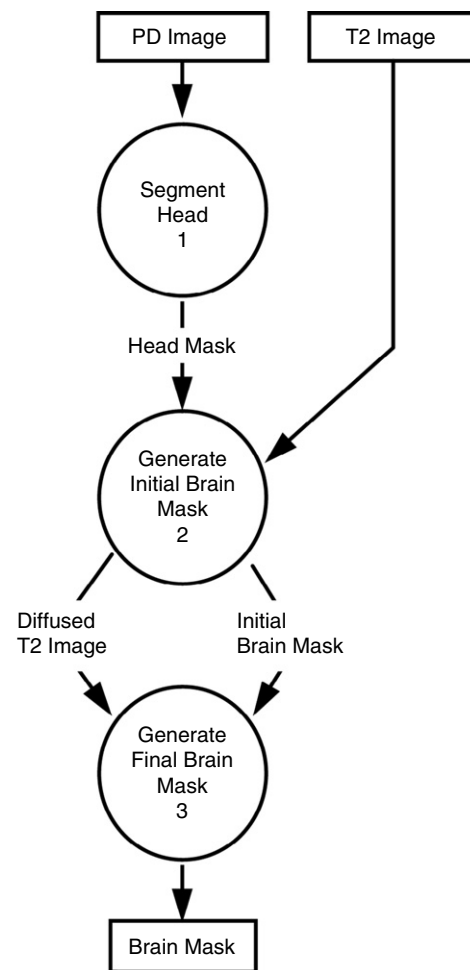 PD Image
T2 Image
Segment
Head
1
Head Mask
Generate
Initial Brain
Mask
2
Diffused
T2 Image
Initial
Brain Mask
Generate
Final Brain
Mask
3
Brain Mask